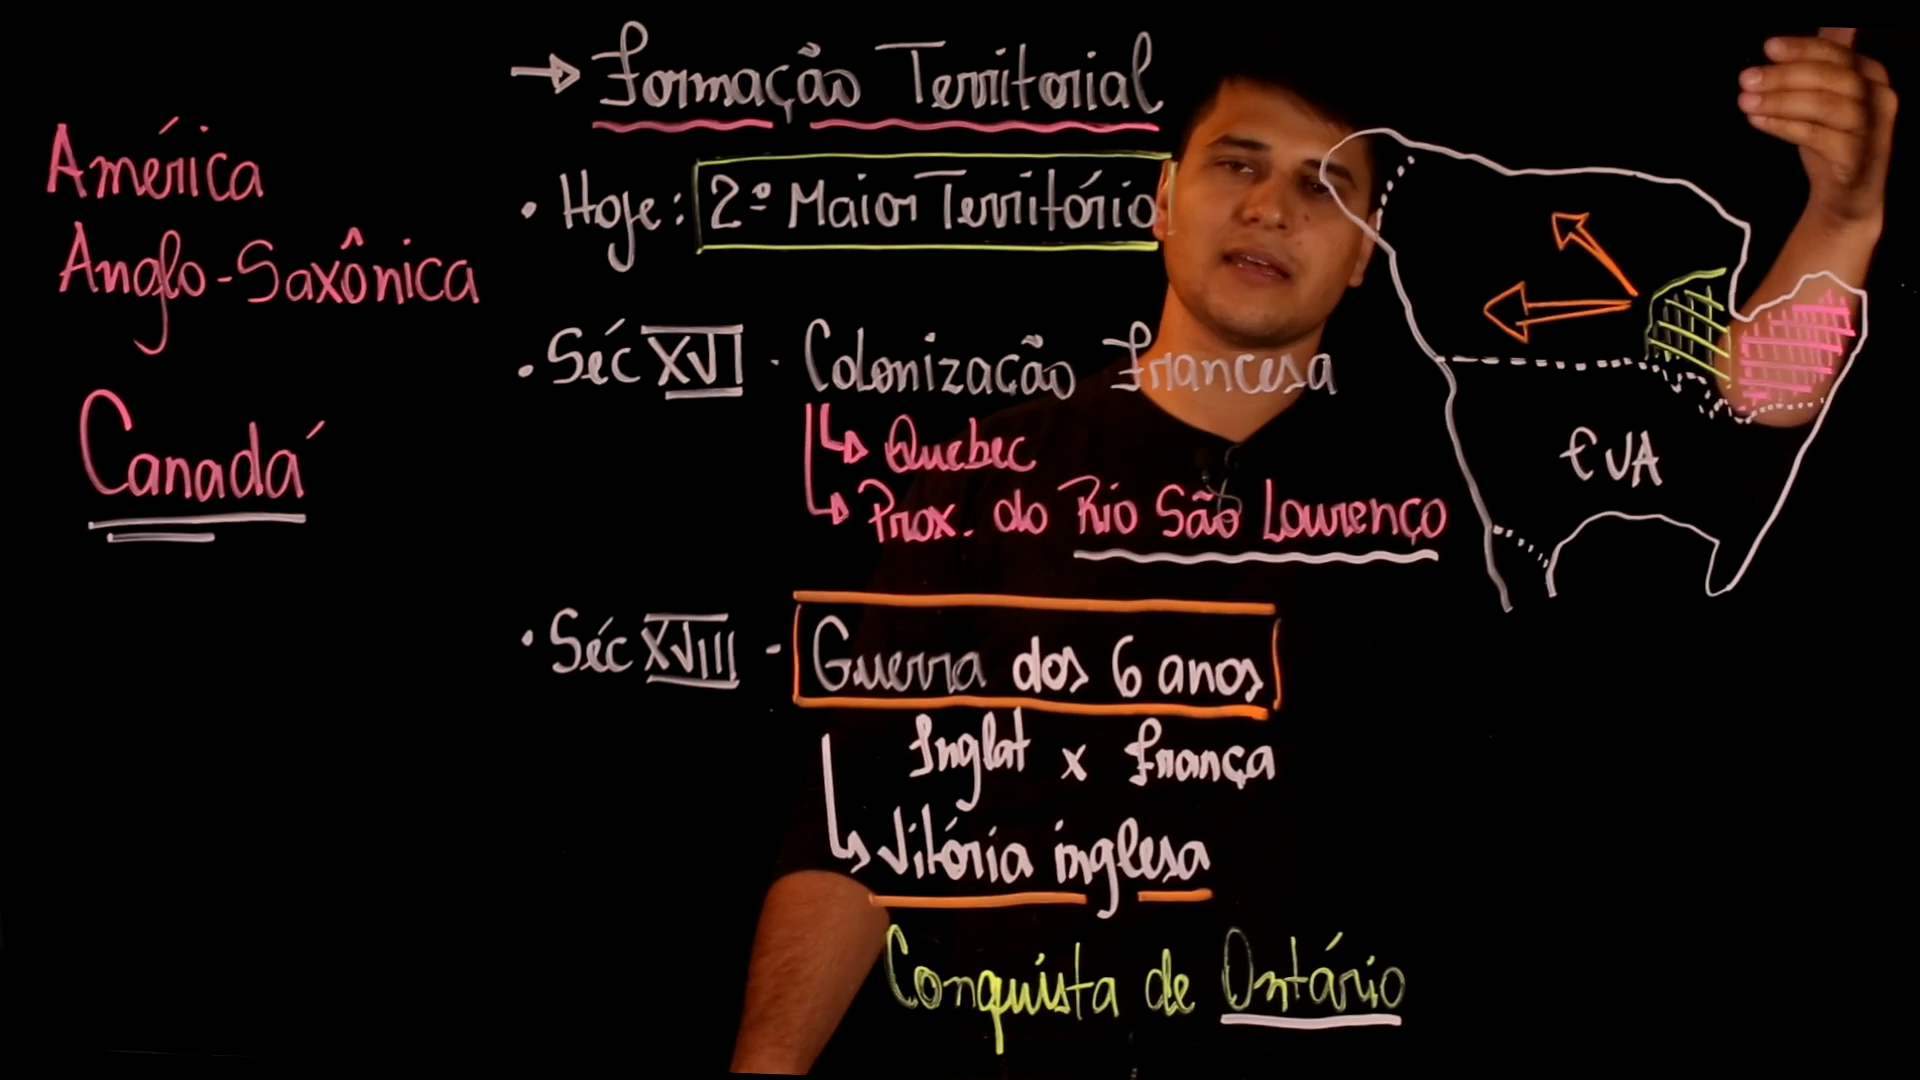 América
Anglo-Saxônica
Canadá
→ Formação Territorial
• Hoje: 2º Maior Território
• Séc XVI - Colonização Francesa
Quebec
Prox. do Rio São Lourenço
• Séc XVIII - Guerra dos 6 anos
Inglat x França
Vitória inglesa
Conquista de Ontário
EUA